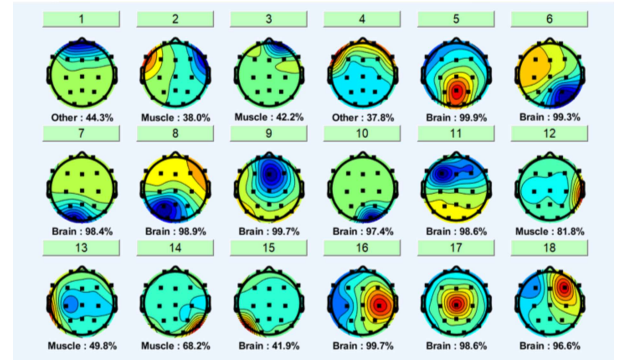 1 2 3 4 5 6
Other : 44.3% Muscle : 38.0% Muscle : 42.2% Other : 37.8% Brain : 99.9% Brain : 99.3%
7 8 9 10 11 12
Brain : 98.4% Brain : 98.9% Brain : 99.7% Brain : 97.4% Brain : 98.6% Muscle : 81.8%
13 14 15 16 17 18
Muscle : 49.8% Muscle : 68.2% Brain : 41.9% Brain : 99.7% Brain : 98.6% Brain : 96.6%